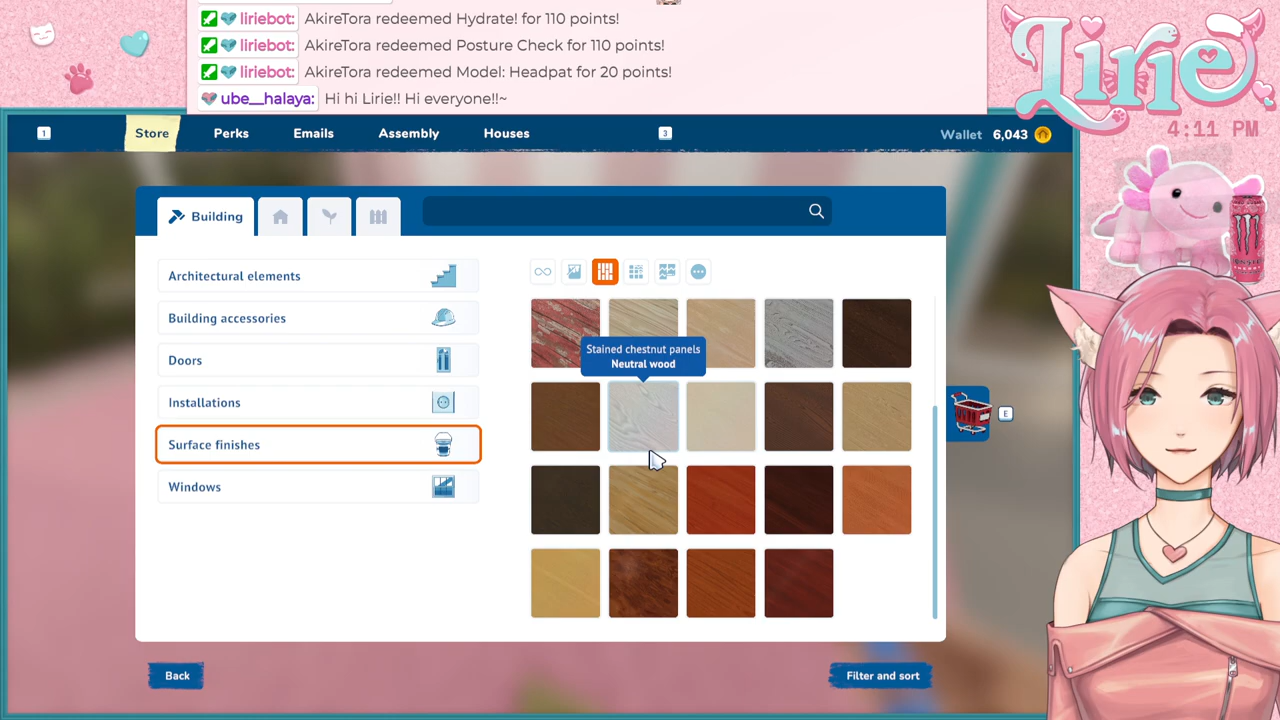 liriebot: AkireTora redeemed Hydrate! for 110 points!
liriebot: AkireTora redeemed Posture Check for 110 points!
liriebot: AkireTora redeemed Model: Headpat for 20 points!
ube__halaya: Hi hi Lirie!! Hi everyone!!~
Lirie
4:11 PM
1
Store
Perks
Emails
Assembly
Houses
3
Wallet 6,043
Building
Architectural elements
Building accessories
Doors
Installations
Surface finishes
Windows
Stained chestnut panels
Neutral wood
E
Back
Filter and sort